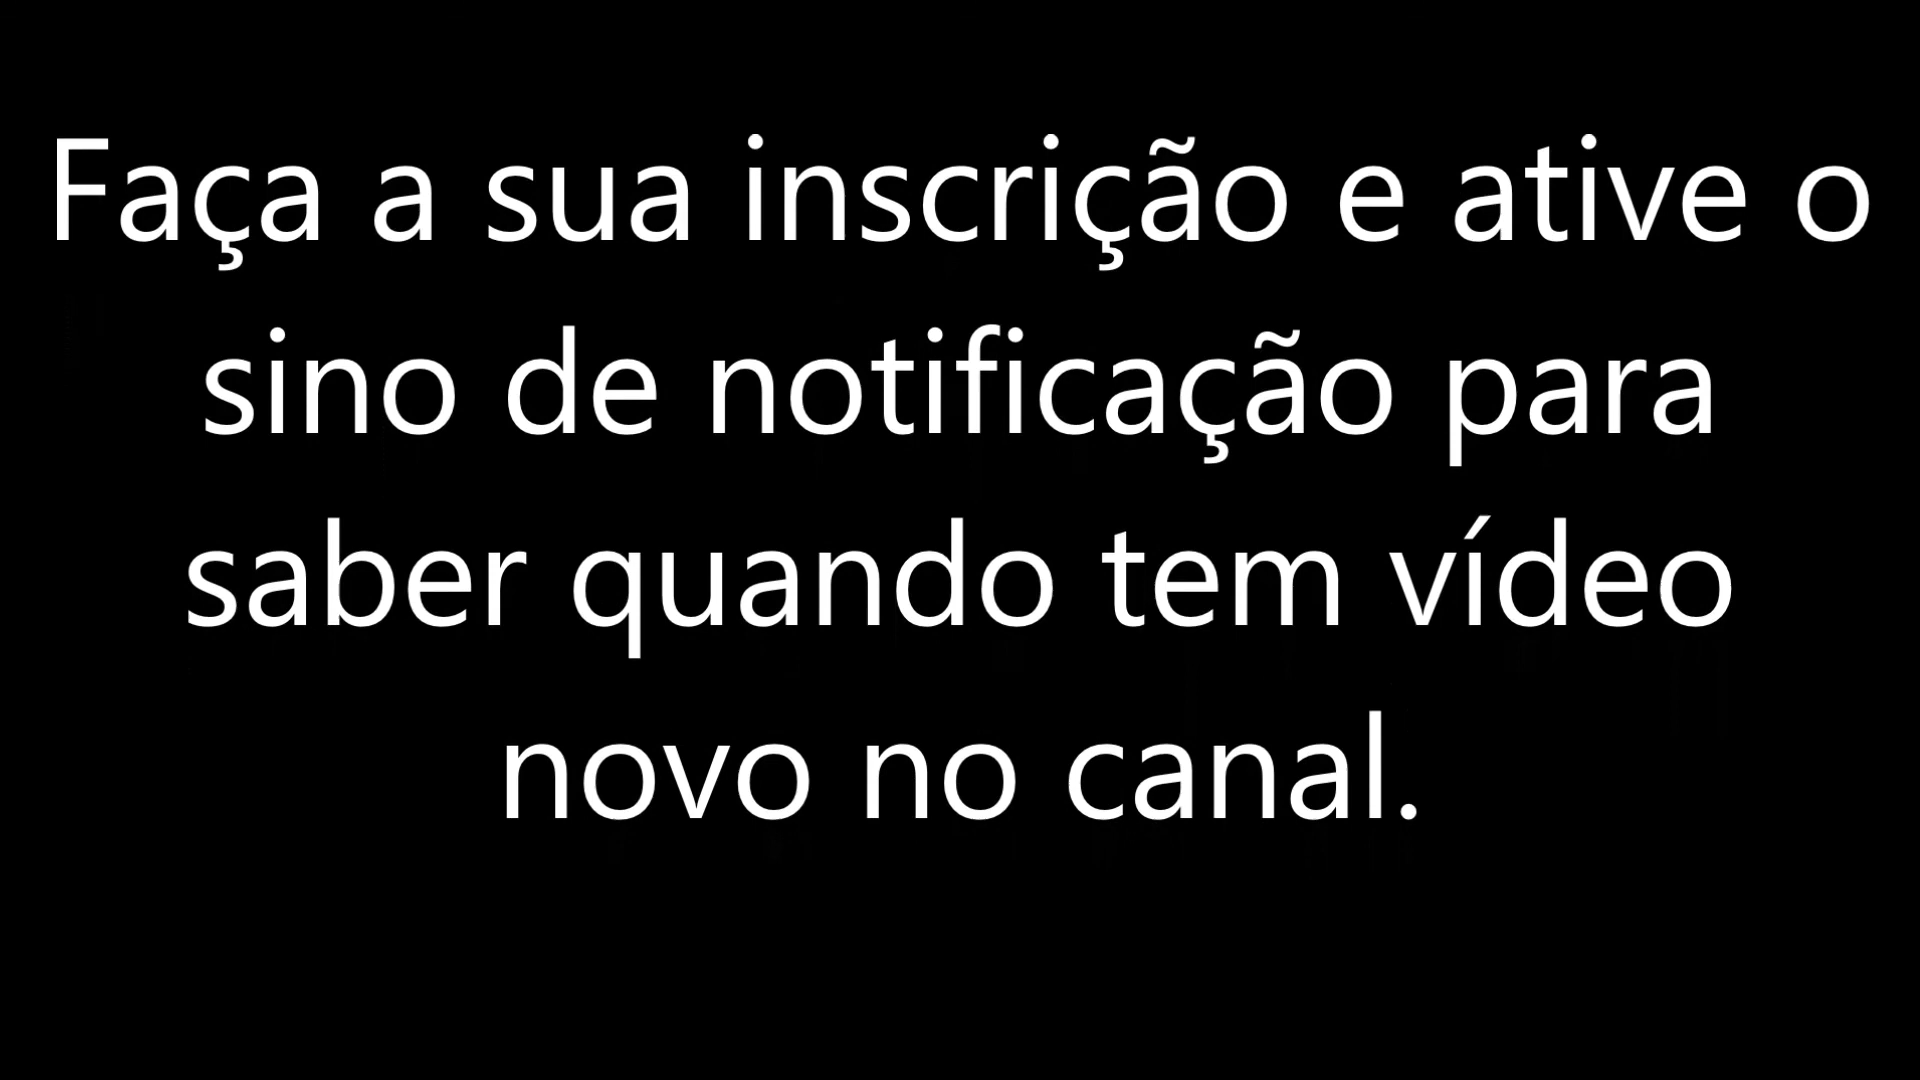 Faça a sua inscrição e ative o
sino de notificação para
saber quando tem vídeo
novo no canal.